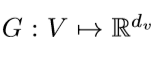 G : V ↦ ℝ^{d_v}